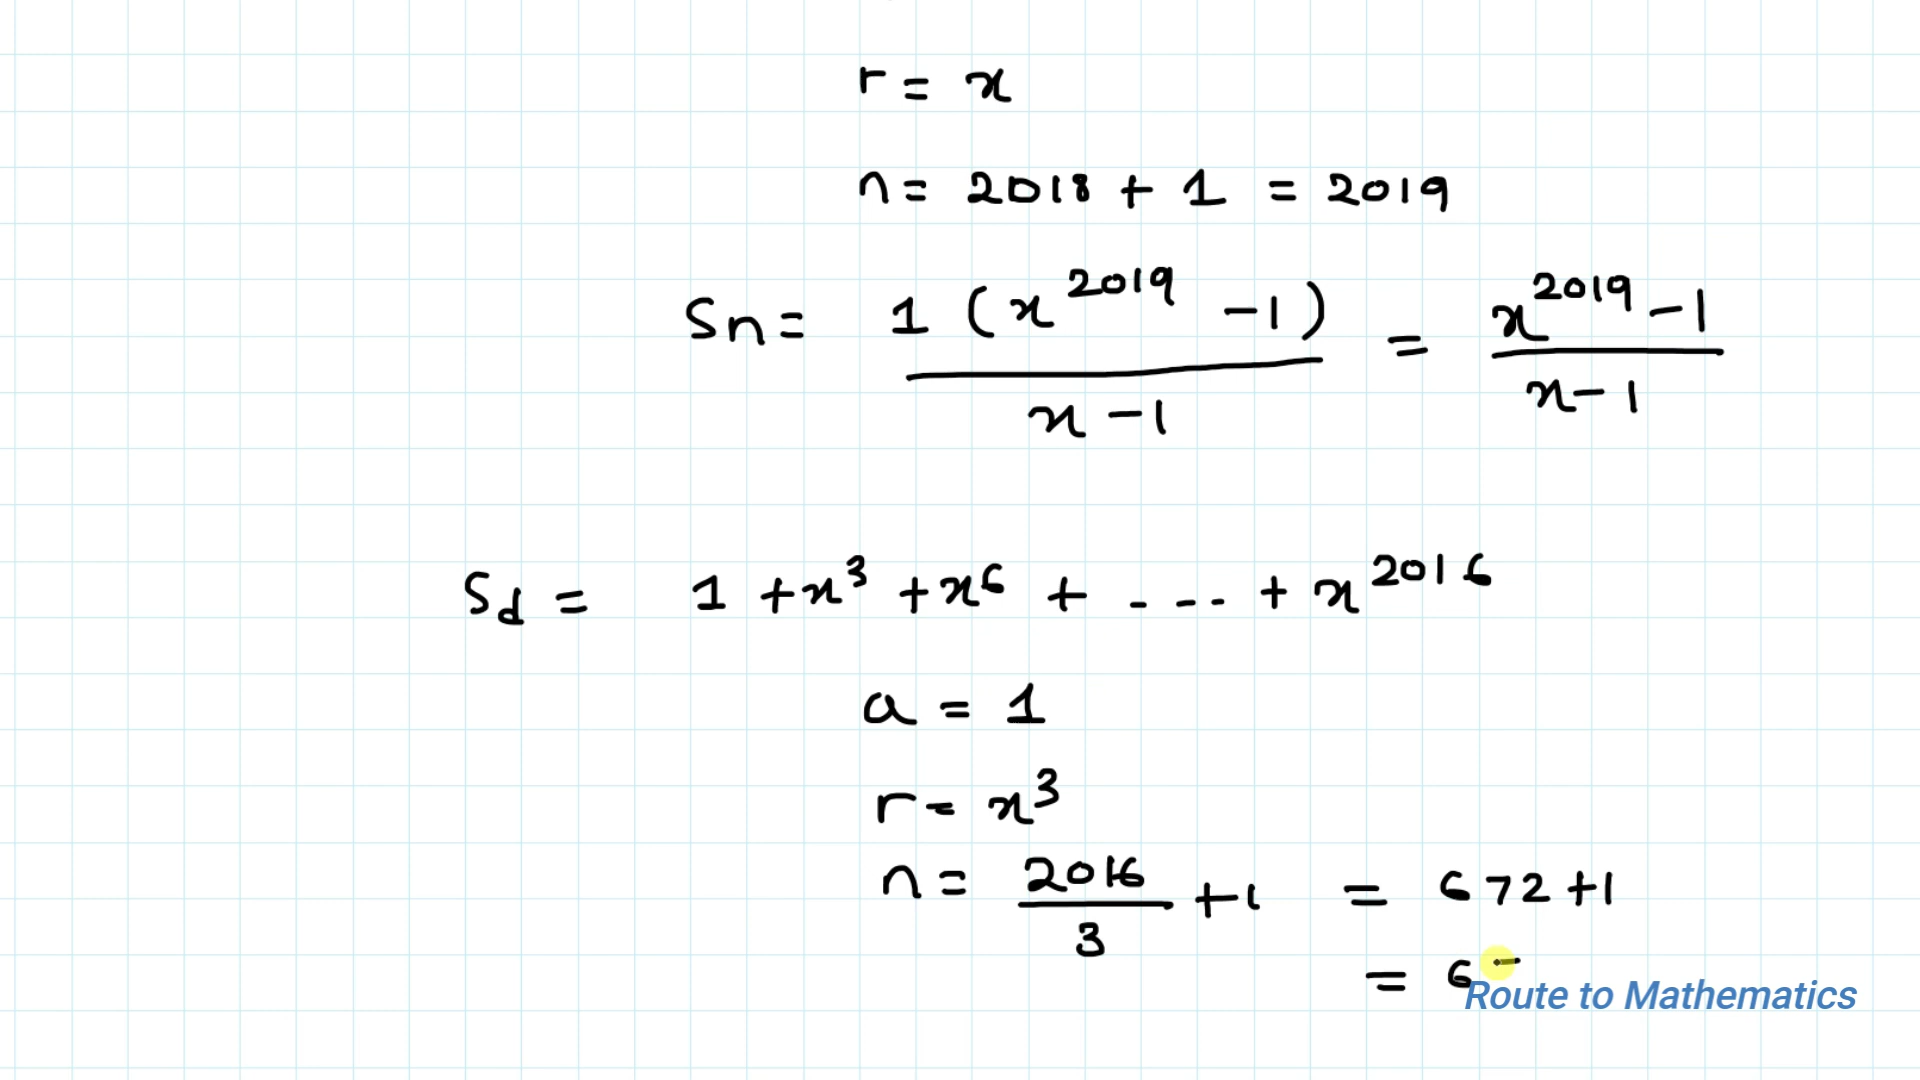 r = x
n = 2018 + 1 = 2019
Sn = 1 (x^2019 - 1) / x - 1 = x^2019 - 1 / x - 1
S_d = 1 + x^3 + x^6 + - - - - + x^2016
a = 1
r = x^3
n = 2016 / 3 + 1 = 672 + 1
= 6
Route to Mathematics